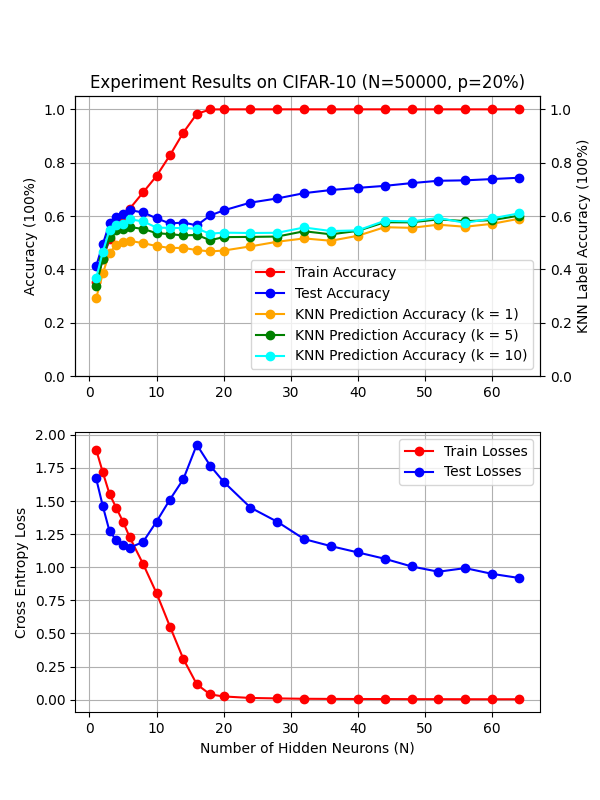 Experiment Results on CIFAR-10 (N=50000, p=20%)
Accuracy (100%)
1.0
0.8
0.6
0.4
0.2
0.0
1.0
0.8
0.6
0.4
0.2
0.0
KNN Label Accuracy (100%)
Train Accuracy
Test Accuracy
KNN Prediction Accuracy (k = 1)
KNN Prediction Accuracy (k = 5)
KNN Prediction Accuracy (k = 10)
0 10 20 30 40 50 60
Cross Entropy Loss
2.00
1.75
1.50
1.25
1.00
0.75
0.50
0.25
0.00
Train Losses
Test Losses
0 10 20 30 40 50 60
Number of Hidden Neurons (N)